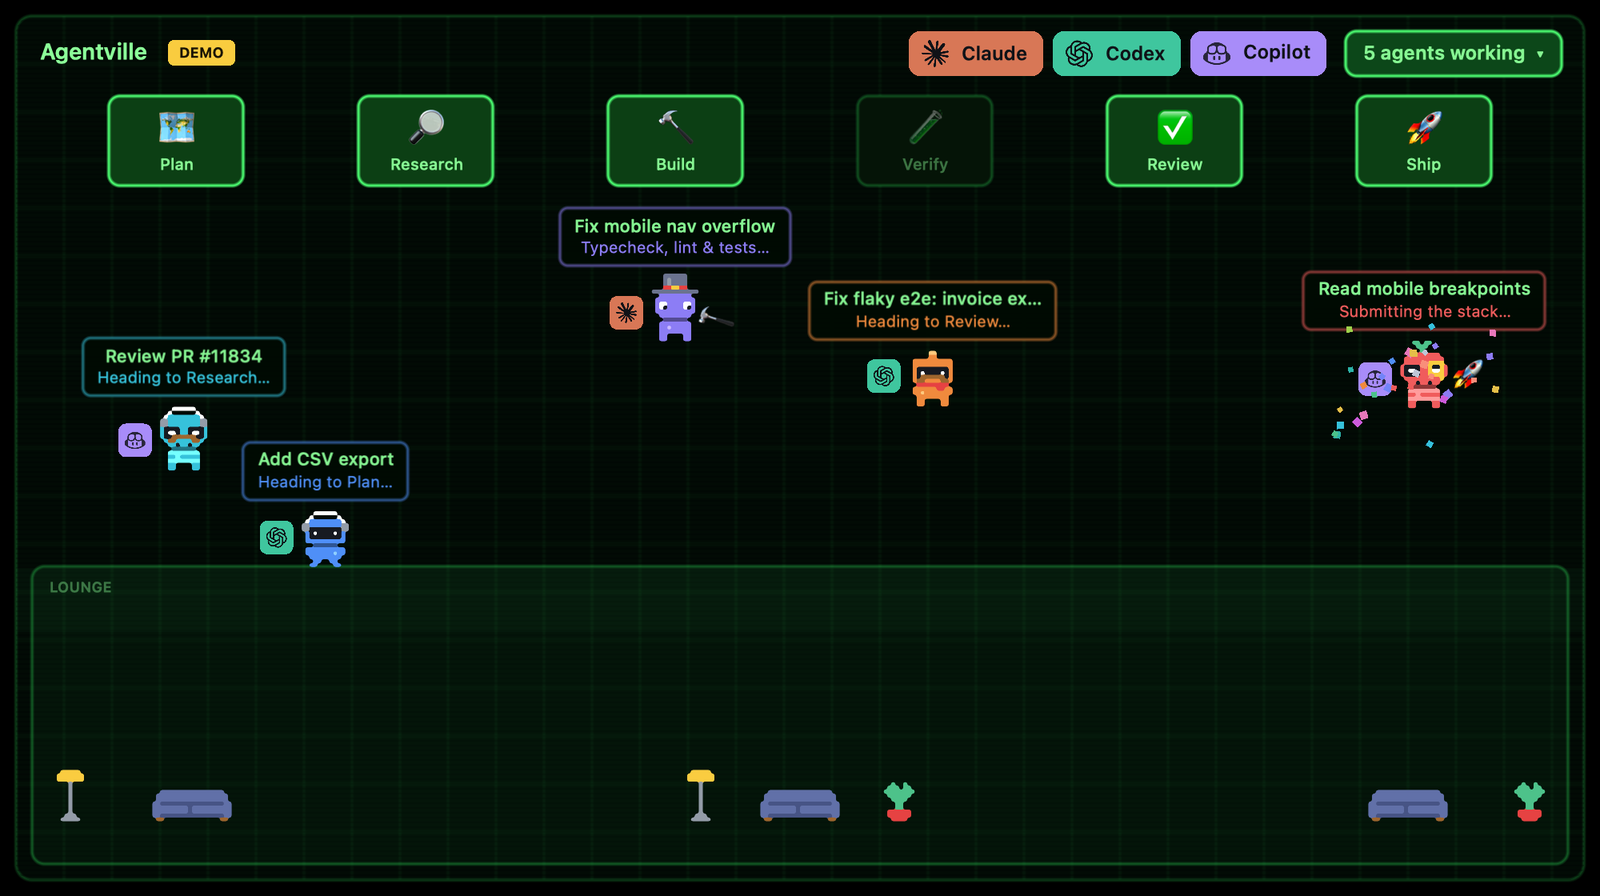 Agentville
DEMO
Claude
Codex
Copilot
5 agents working
Plan
Research
Build
Verify
Review
Ship
Fix mobile nav overflow
Typecheck, lint & tests...
Fix flaky e2e: invoice ex...
Heading to Review...
Read mobile breakpoints
Submitting the stack...
Review PR #11834
Heading to Research...
Add CSV export
Heading to Plan...
LOUNGE